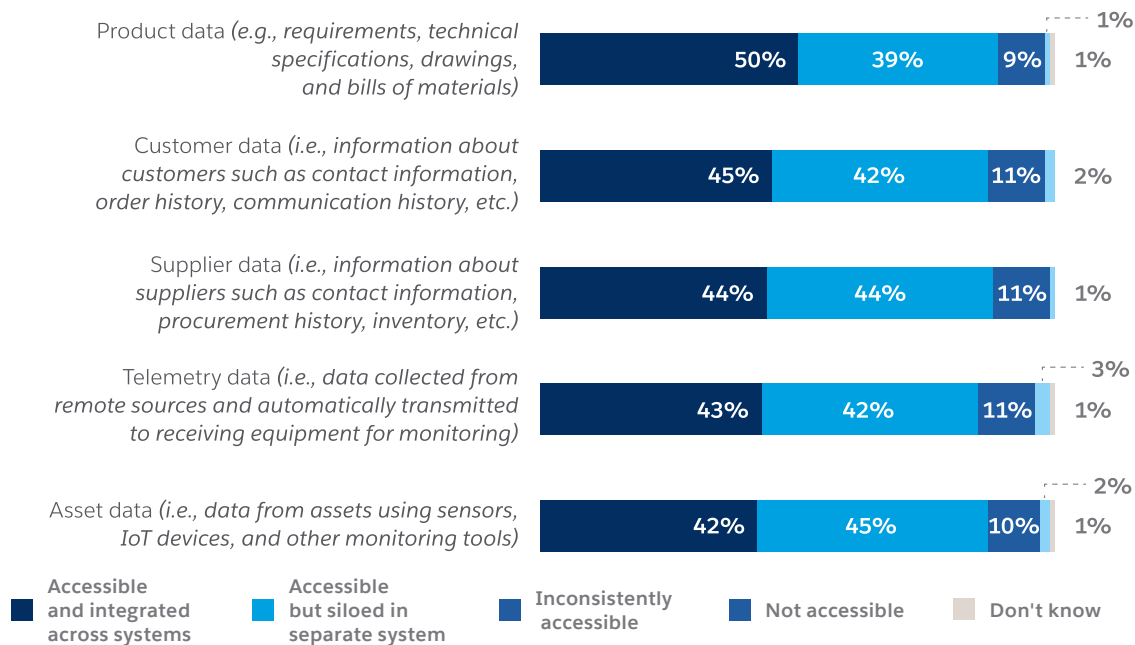 1%
Product data (e.g., requirements, technical
specifications, drawings,
and bills of materials)
50% 39% 9% 1%
Customer data (i.e., information about
customers such as contact information,
order history, communication history, etc.)
45% 42% 11% 2%
Supplier data (i.e., information about
suppliers such as contact information,
procurement history, inventory, etc.)
44% 44% 11% 1%
3%
Telemetry data (i.e., data collected from
remote sources and automatically transmitted
to receiving equipment for monitoring)
43% 42% 11% 1%
2%
Asset data (i.e., data from assets using sensors,
IoT devices, and other monitoring tools)
42% 45% 10% 1%
Accessible
and integrated
across systems
Accessible
but siloed in
separate system
Inconsistently
accessible
Not accessible
Don't know